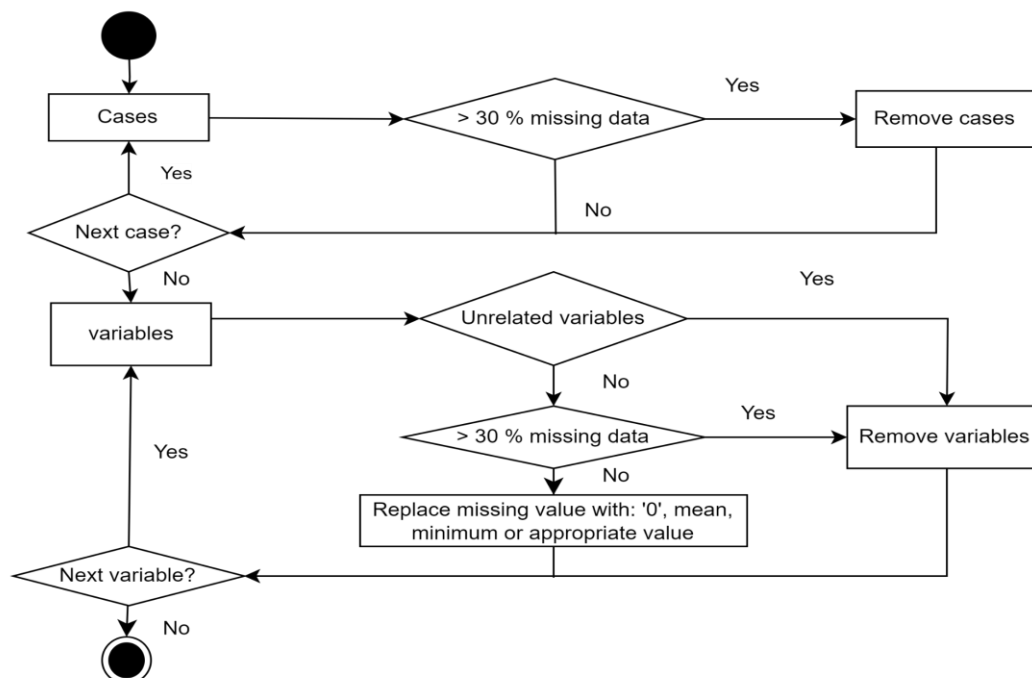 Cases
> 30 % missing data
Yes
Remove cases
Yes
No
Next case?
No
variables
Unrelated variables
Yes
No
> 30 % missing data
Yes
Remove variables
No
Replace missing value with: '0', mean,
minimum or appropriate value
Yes
Next variable?
No